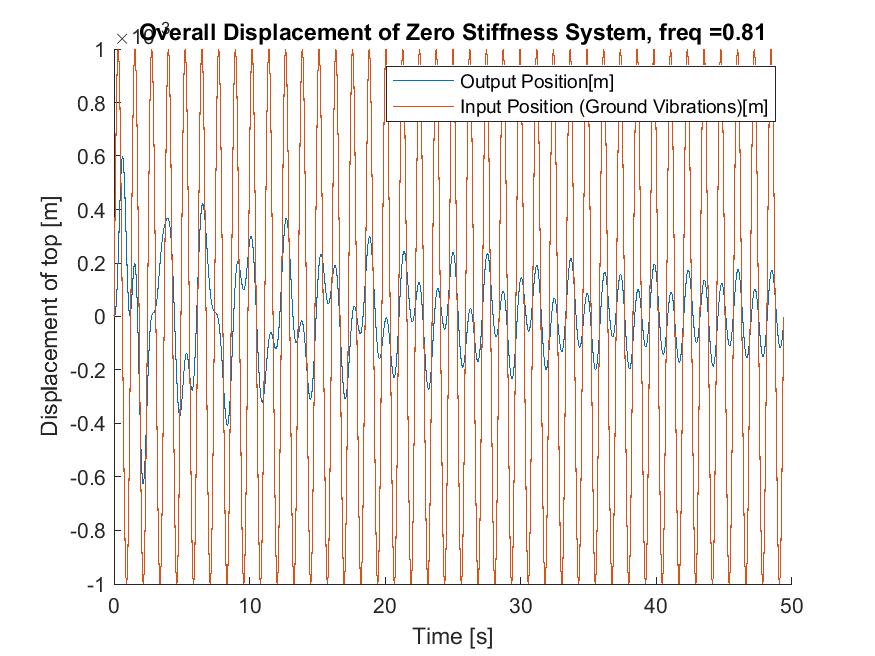 ×10⁻³
Overall Displacement of Zero Stiffness System, freq =0.81
Output Position[m]
Input Position (Ground Vibrations)[m]
Displacement of top [m]
1
0.8
0.6
0.4
0.2
0
-0.2
-0.4
-0.6
-0.8
-1
0 10 20 30 40 50
Time [s]